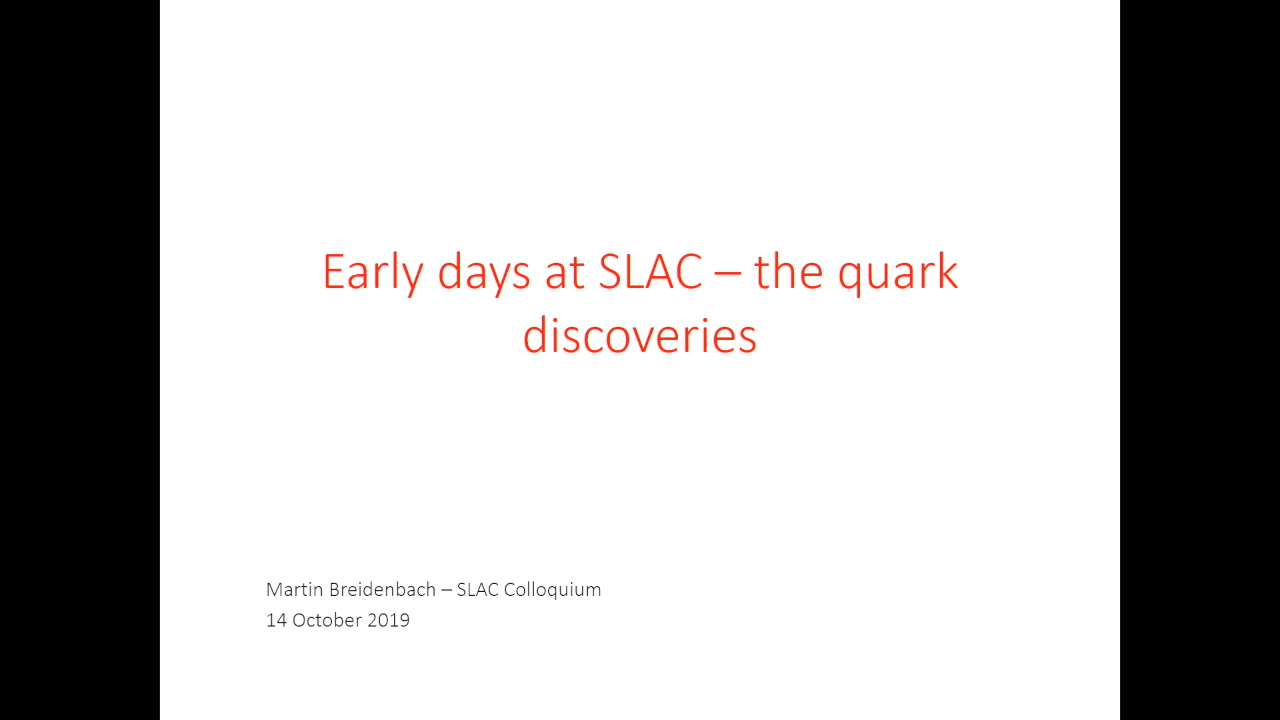 Early days at SLAC – the quark
discoveries
Martin Breidenbach – SLAC Colloquium
14 October 2019